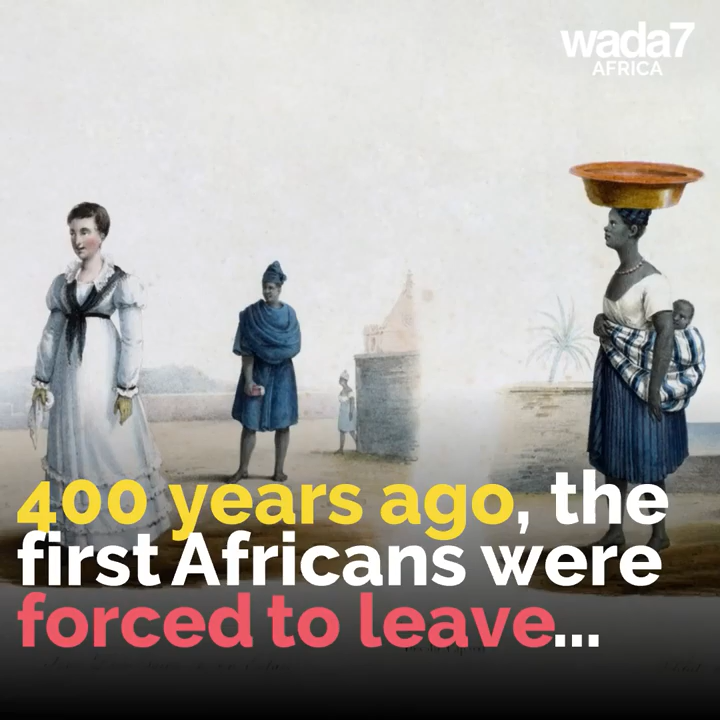 wada7
AFRICA
400 years ago, the
first Africans were
forced to leave...